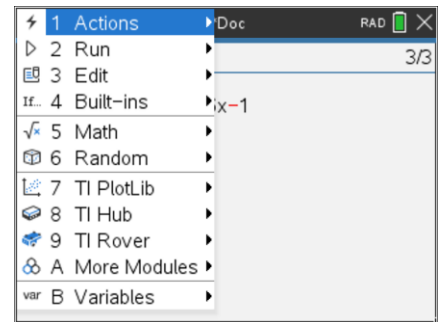 1 Actions
PDoc
RAD
2 Run
3/3
3 Edit
If... 4 Built-ins
x-1
√x 5 Math
6 Random
7 TI PlotLib
8 TI Hub
9 TI Rover
A More Modules
var B Variables